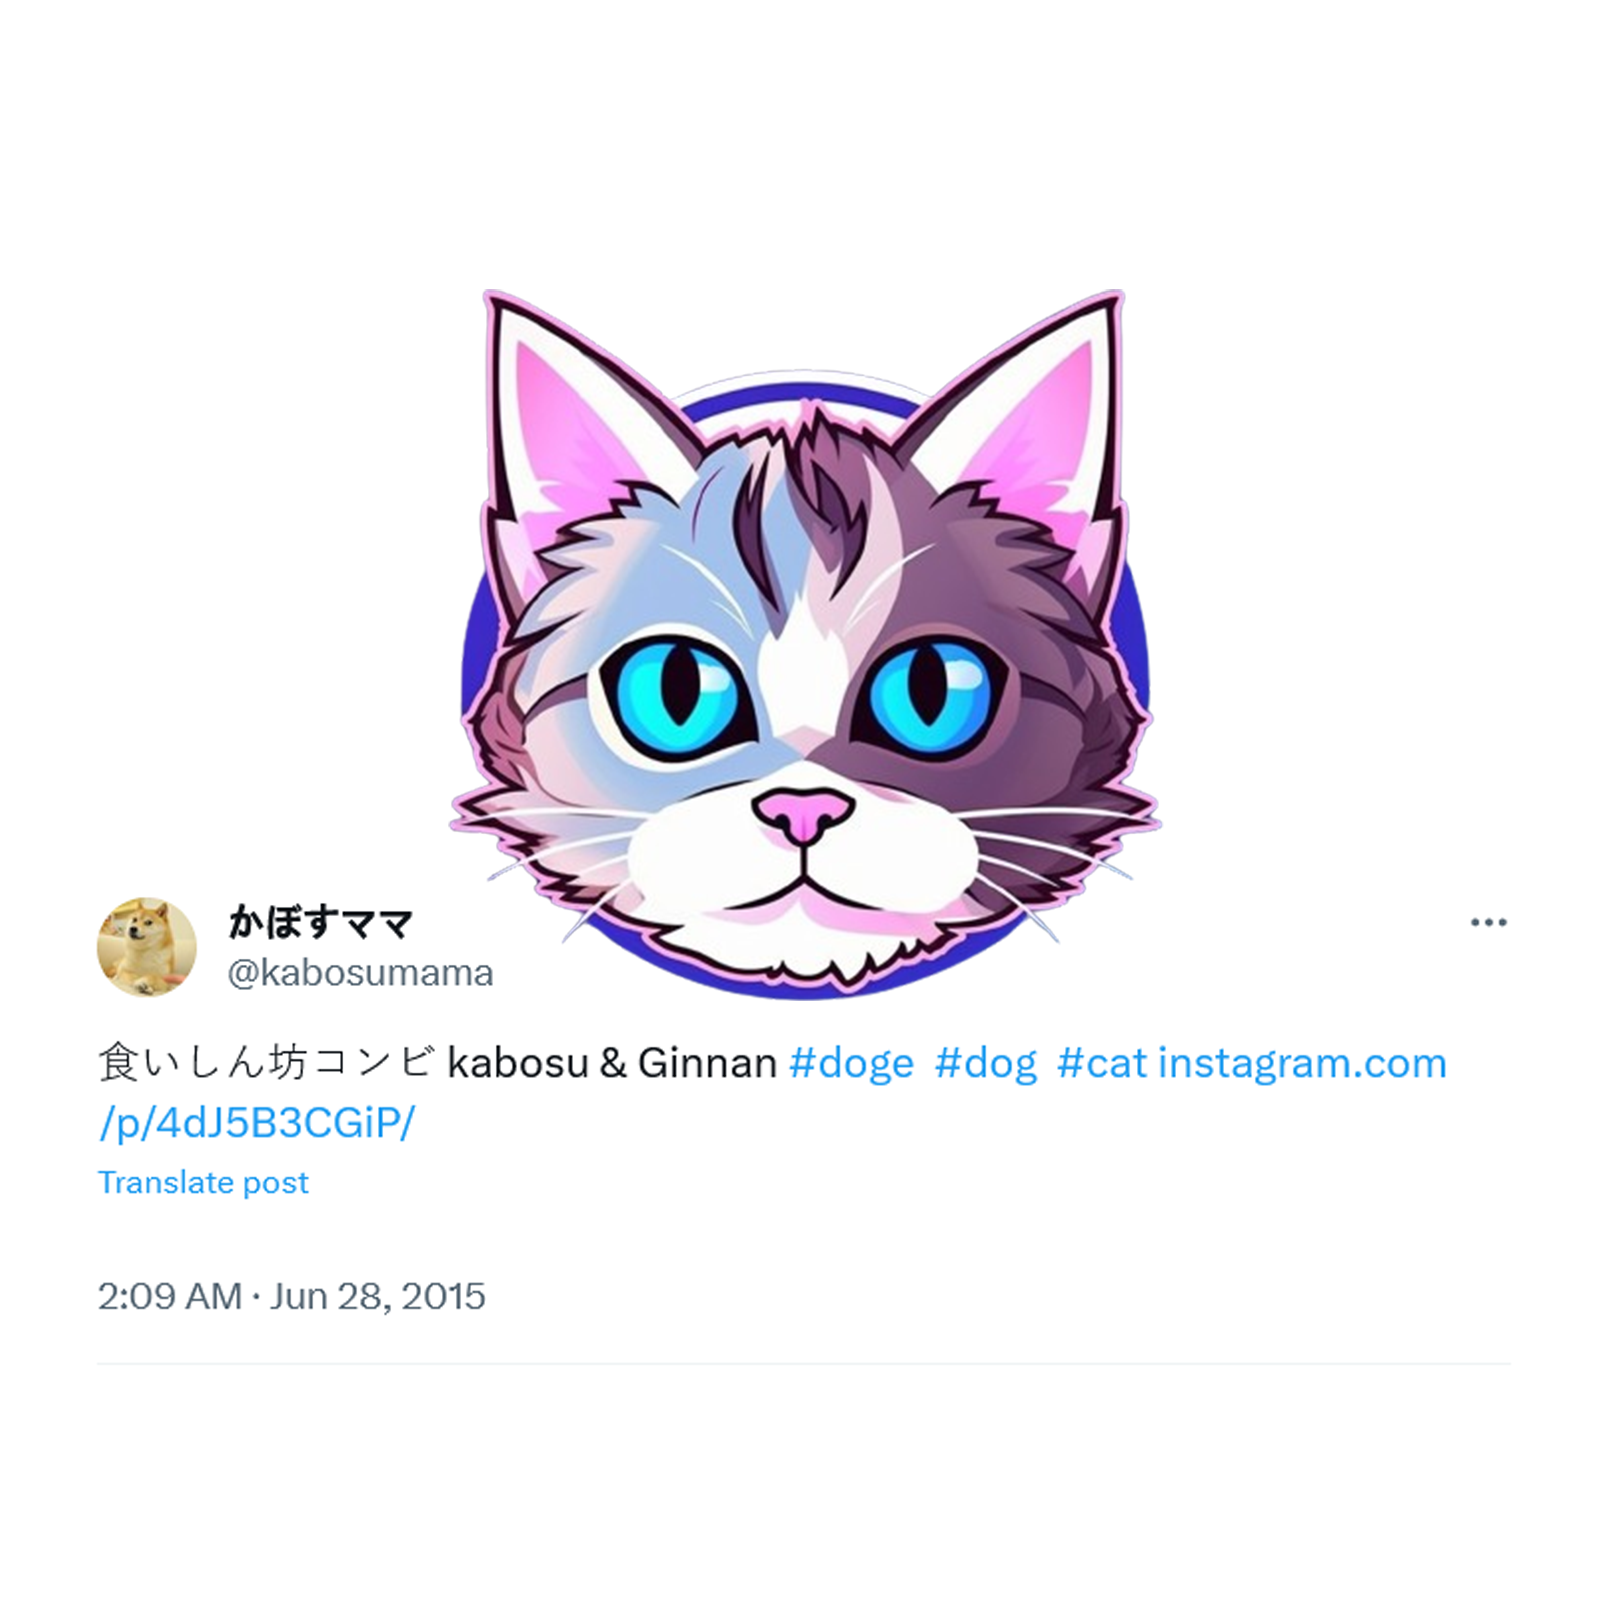 かぼすママ
@kabosumama
食いしん坊コンビ kabosu & Ginnan #doge #dog #cat instagram.com
/p/4dJ5B3CGiP/
Translate post
2:09 AM · Jun 28, 2015